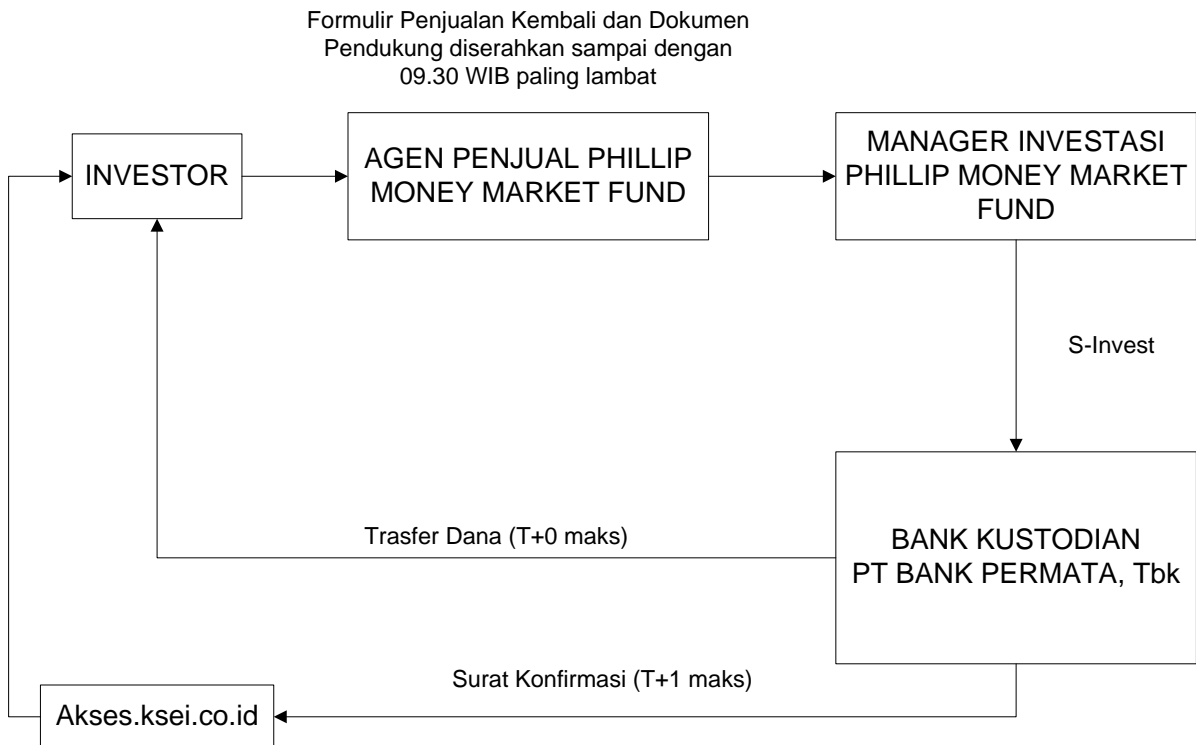 Formulir Penjualan Kembali dan Dokumen
Pendukung diserahkan sampai dengan
09.30 WIB paling lambat
INVESTOR
AGEN PENJUAL PHILLIP
MONEY MARKET FUND
MANAGER INVESTASI
PHILLIP MONEY MARKET
FUND
S-Invest
Trasfer Dana (T+0 maks)
BANK KUSTODIAN
PT BANK PERMATA, Tbk
Surat Konfirmasi (T+1 maks)
Akses.ksei.co.id